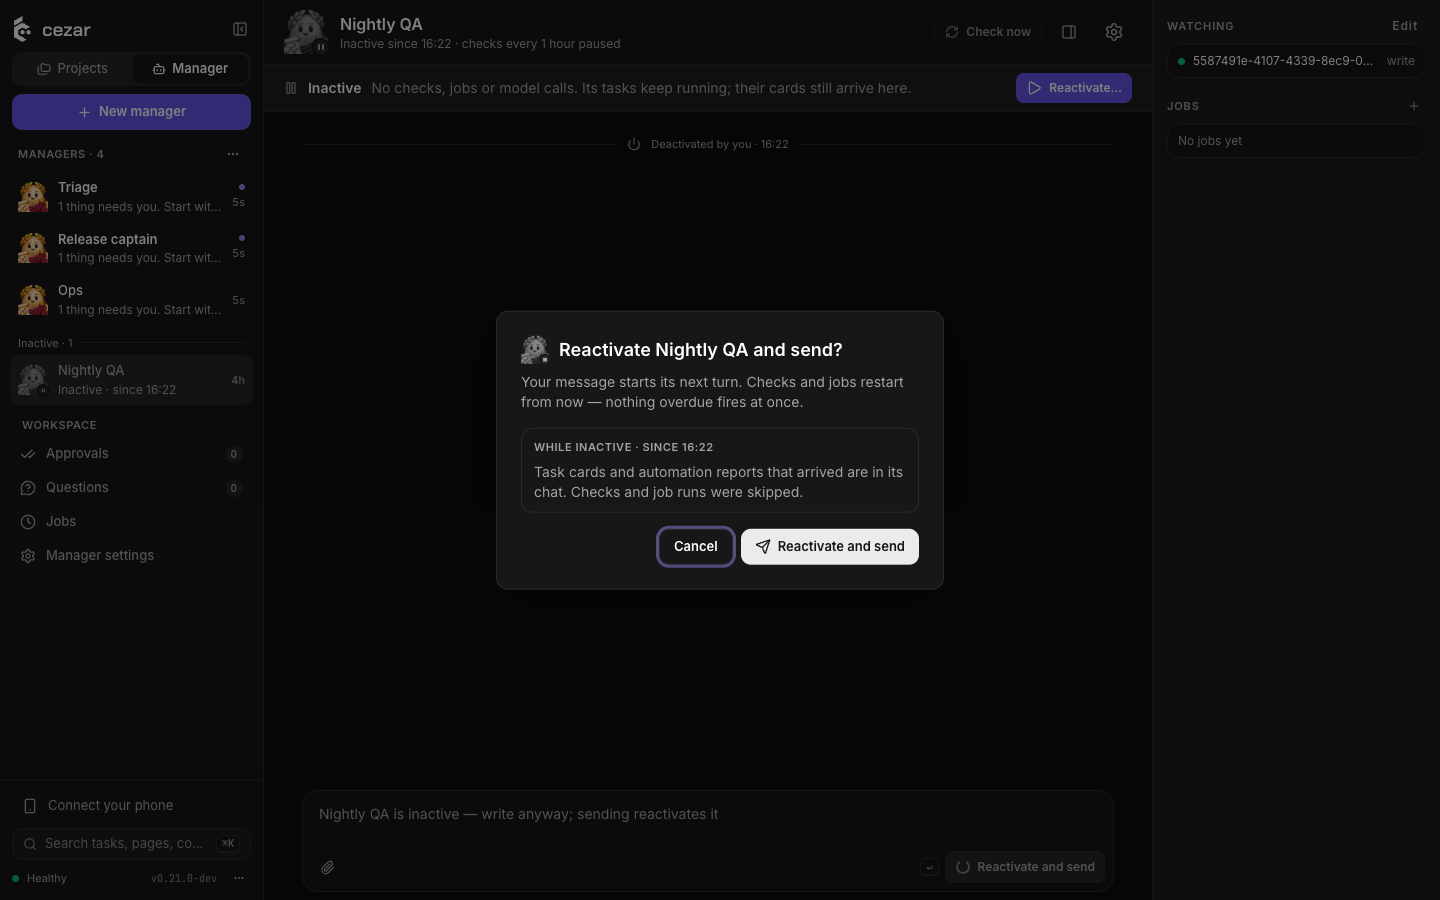 cezar
Projects
Manager
New manager
MANAGERS · 4
Triage
1 thing needs you. Start wit...
5s
Release captain
1 thing needs you. Start wit...
5s
Ops
1 thing needs you. Start wit...
5s
Inactive · 1
Nightly QA
Inactive · since 16:22
4h
WORKSPACE
Approvals
0
Questions
0
Jobs
Manager settings
Connect your phone
Search tasks, pages, co...
⌘K
Healthy
v0.21.0-dev
Nightly QA
Inactive since 16:22 · checks every 1 hour paused
Check now
Inactive
No checks, jobs or model calls. Its tasks keep running; their cards still arrive here.
Reactivate...
Deactivated by you · 16:22
Reactivate Nightly QA and send?
Your message starts its next turn. Checks and jobs restart
from now — nothing overdue fires at once.
WHILE INACTIVE · SINCE 16:22
Task cards and automation reports that arrived are in its
chat. Checks and job runs were skipped.
Cancel
Reactivate and send
Nightly QA is inactive — write anyway; sending reactivates it
Reactivate and send
WATCHING
Edit
5587491e-4107-4339-8ec9-0...
write
JOBS
No jobs yet